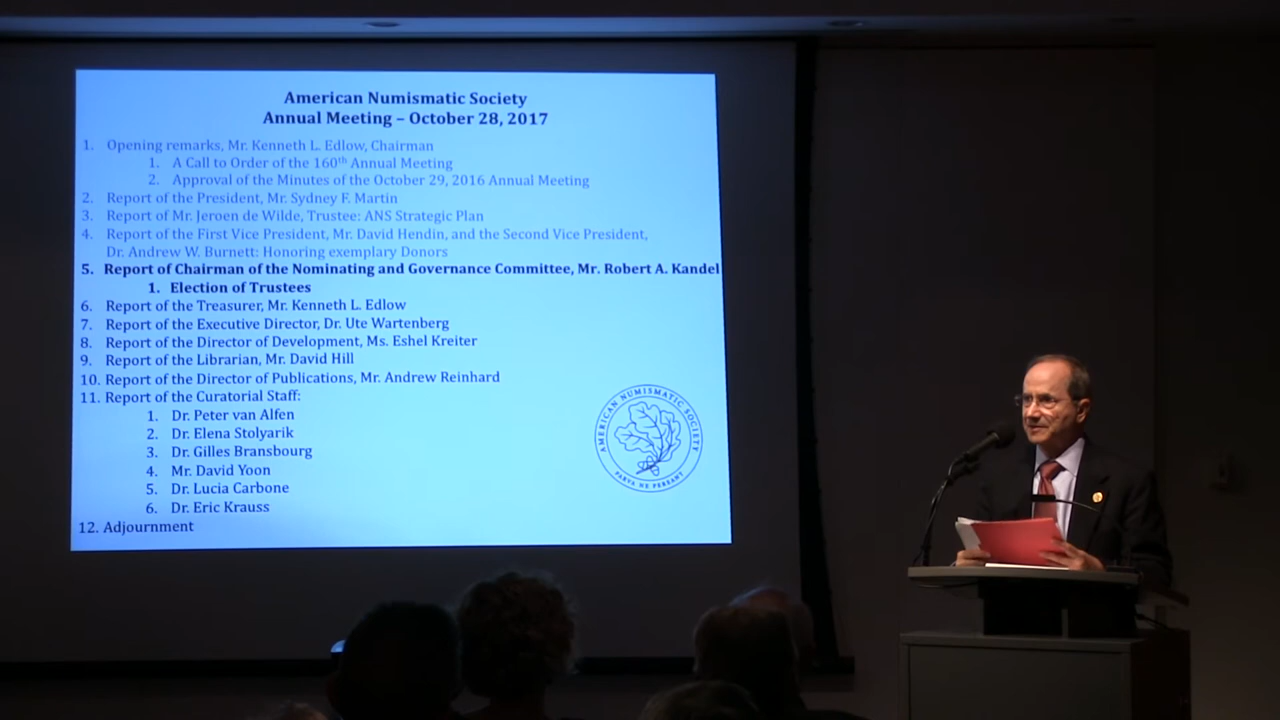 American Numismatic Society
Annual Meeting – October 28, 2017
1. Opening remarks, Mr. Kenneth L. Edlow, Chairman
1. A Call to Order of the 160th Annual Meeting
2. Approval of the Minutes of the October 29, 2016 Annual Meeting
2. Report of the President, Mr. Sydney F. Martin
3. Report of Mr. Jeroen de Wilde, Trustee: ANS Strategic Plan
4. Report of the First Vice President, Mr. David Hendin, and the Second Vice President,
Dr. Andrew W. Burnett: Honoring exemplary Donors
5. Report of Chairman of the Nominating and Governance Committee, Mr. Robert A. Kandel
1. Election of Trustees
6. Report of the Treasurer, Mr. Kenneth L. Edlow
7. Report of the Executive Director, Dr. Ute Wartenberg
8. Report of the Director of Development, Ms. Eshel Kreiter
9. Report of the Librarian, Mr. David Hill
10. Report of the Director of Publications, Mr. Andrew Reinhard
11. Report of the Curatorial Staff:
1. Dr. Peter van Alfen
2. Dr. Elena Stolyarik
3. Dr. Gilles Bransbourg
4. Mr. David Yoon
5. Dr. Lucia Carbone
6. Dr. Eric Krauss
12. Adjournment
AMERICAN NUMISMATIC SOCIETY
PARVA NE PEREANT